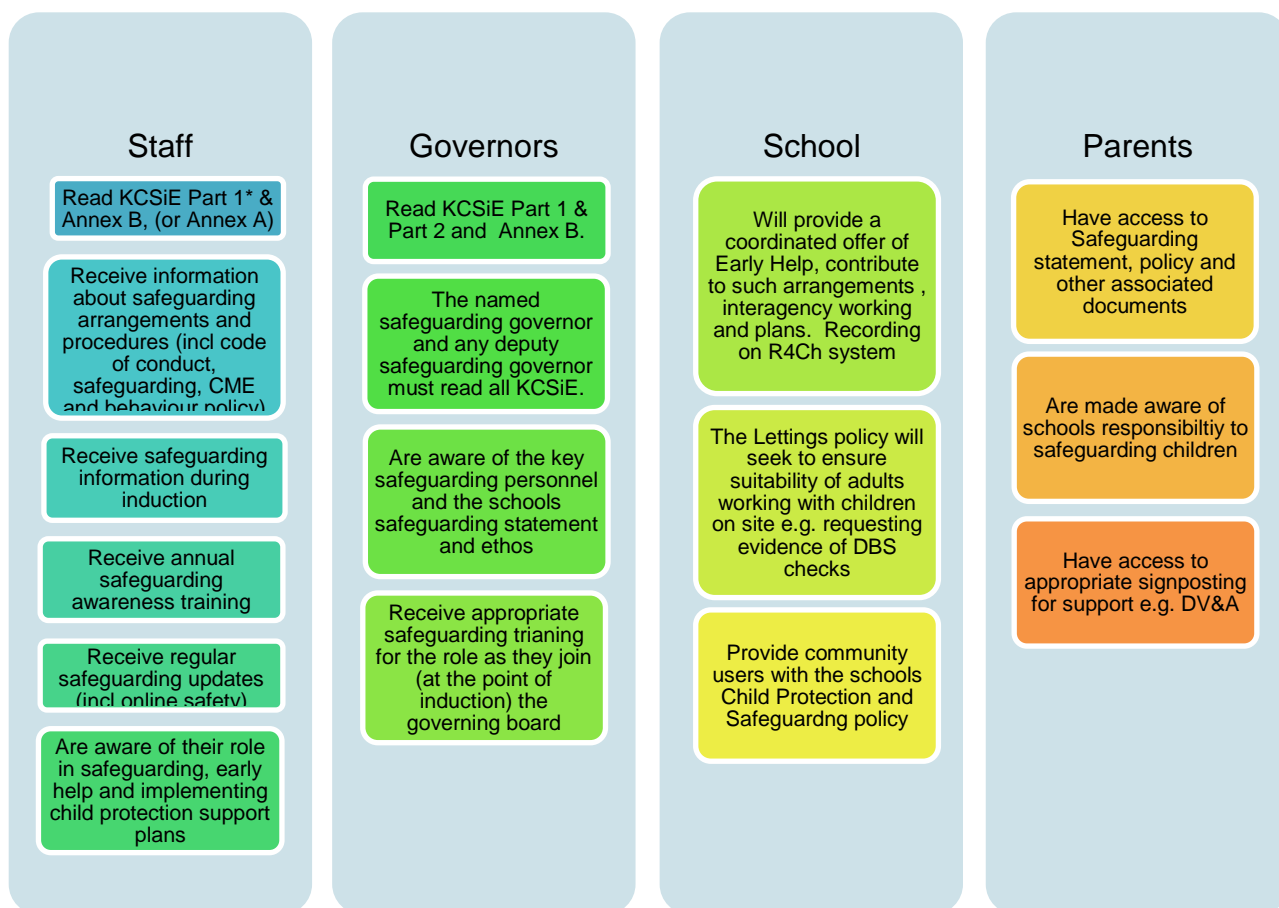 Staff
Read KCSiE Part 1* &
Annex B, (or Annex A)
Receive information
about safeguarding
arrangements and
procedures (incl code
of conduct,
safeguarding, CME
and behaviour policy)
Receive safeguarding
information during
induction
Receive annual
safeguarding
awareness training
Receive regular
safeguarding updates
(incl online safety)
Are aware of their role
in safeguarding, early
help and implementing
child protection support
plans
Governors
Read KCSiE Part 1 &
Part 2 and Annex B.
The named
safeguarding governor
and any deputy
safeguarding governor
must read all KCSiE.
Are aware of the key
safeguarding personnel
and the schools
safeguarding statement
and ethos
Receive appropriate
safeguarding trianing
for the role as they join
(at the point of
induction) the
governing board
School
Will provide a
coordinated offer of
Early Help, contribute
to such arrangements ,
interagency working
and plans. Recording
on R4Ch system
The Lettings policy will
seek to ensure
suitability of adults
working with children
on site e.g. requesting
evidence of DBS
checks
Provide community
users with the schools
Child Protection and
Safeguardng policy
Parents
Have access to
Safeguarding
statement, policy and
other associated
documents
Are made aware of
schools responsibiltiy to
safeguarding children
Have access to
appropriate signposting
for support e.g. DV&A